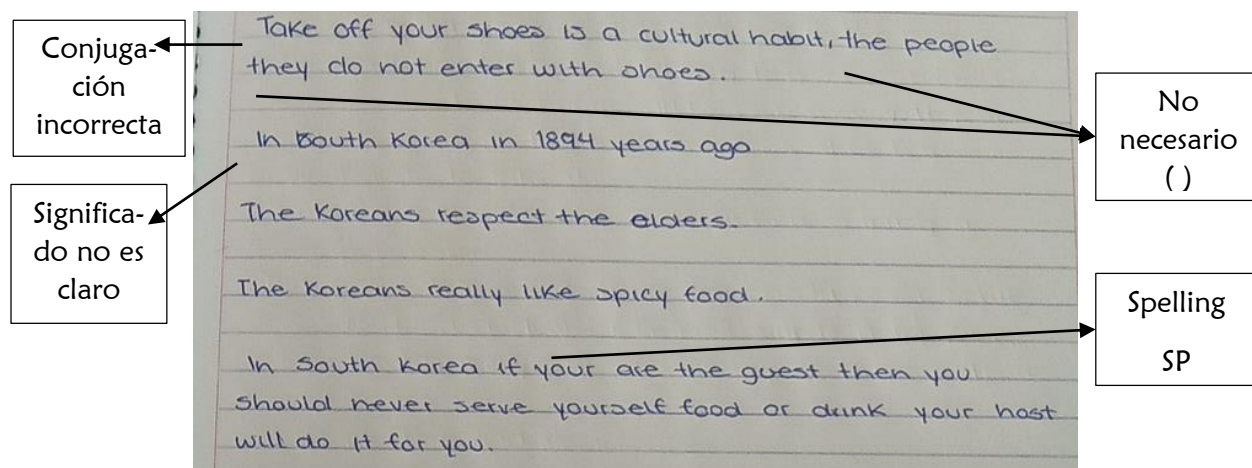 Conjuga-
ción
incorrecta
Significa-
do no es
claro
Take off your shoes is a cultural habit, the people
they do not enter with shoes.
In South Korea in 1894 years ago
The Koreans respect the elders.
The Koreans really like spicy food.
In South Korea if your are the guest then you
should never serve yourself food or drink your host
will do it for you.
No
necesario
( )
Spelling
SP